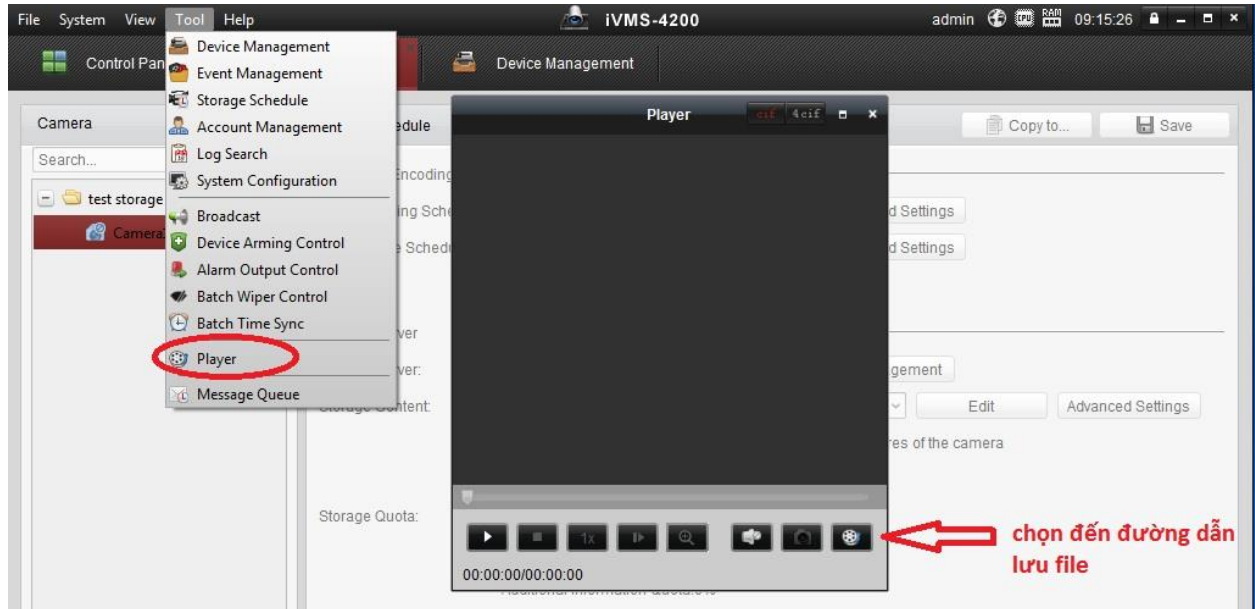 File System View Tool Help iVMS-4200 admin CPU RAM 09:15:26
Control Pan
Device Management
Device Management
Event Management
Storage Schedule
Account Management
Log Search
System Configuration
Broadcast
Device Arming Control
Alarm Output Control
Batch Wiper Control
Batch Time Sync
Player
Message Queue
Camera
Search...
test storage
Camera
edule
Copy to...
Save
ncoding
ing Sche
d Settings
Schedu
d Settings
ver
ver:
gement
Storage Content:
Edit
Advanced Settings
res of the camera
Storage Quota:
Player cif 4cif
1x
00:00:00/00:00:00
chọn đến đường dẫn
lưu file